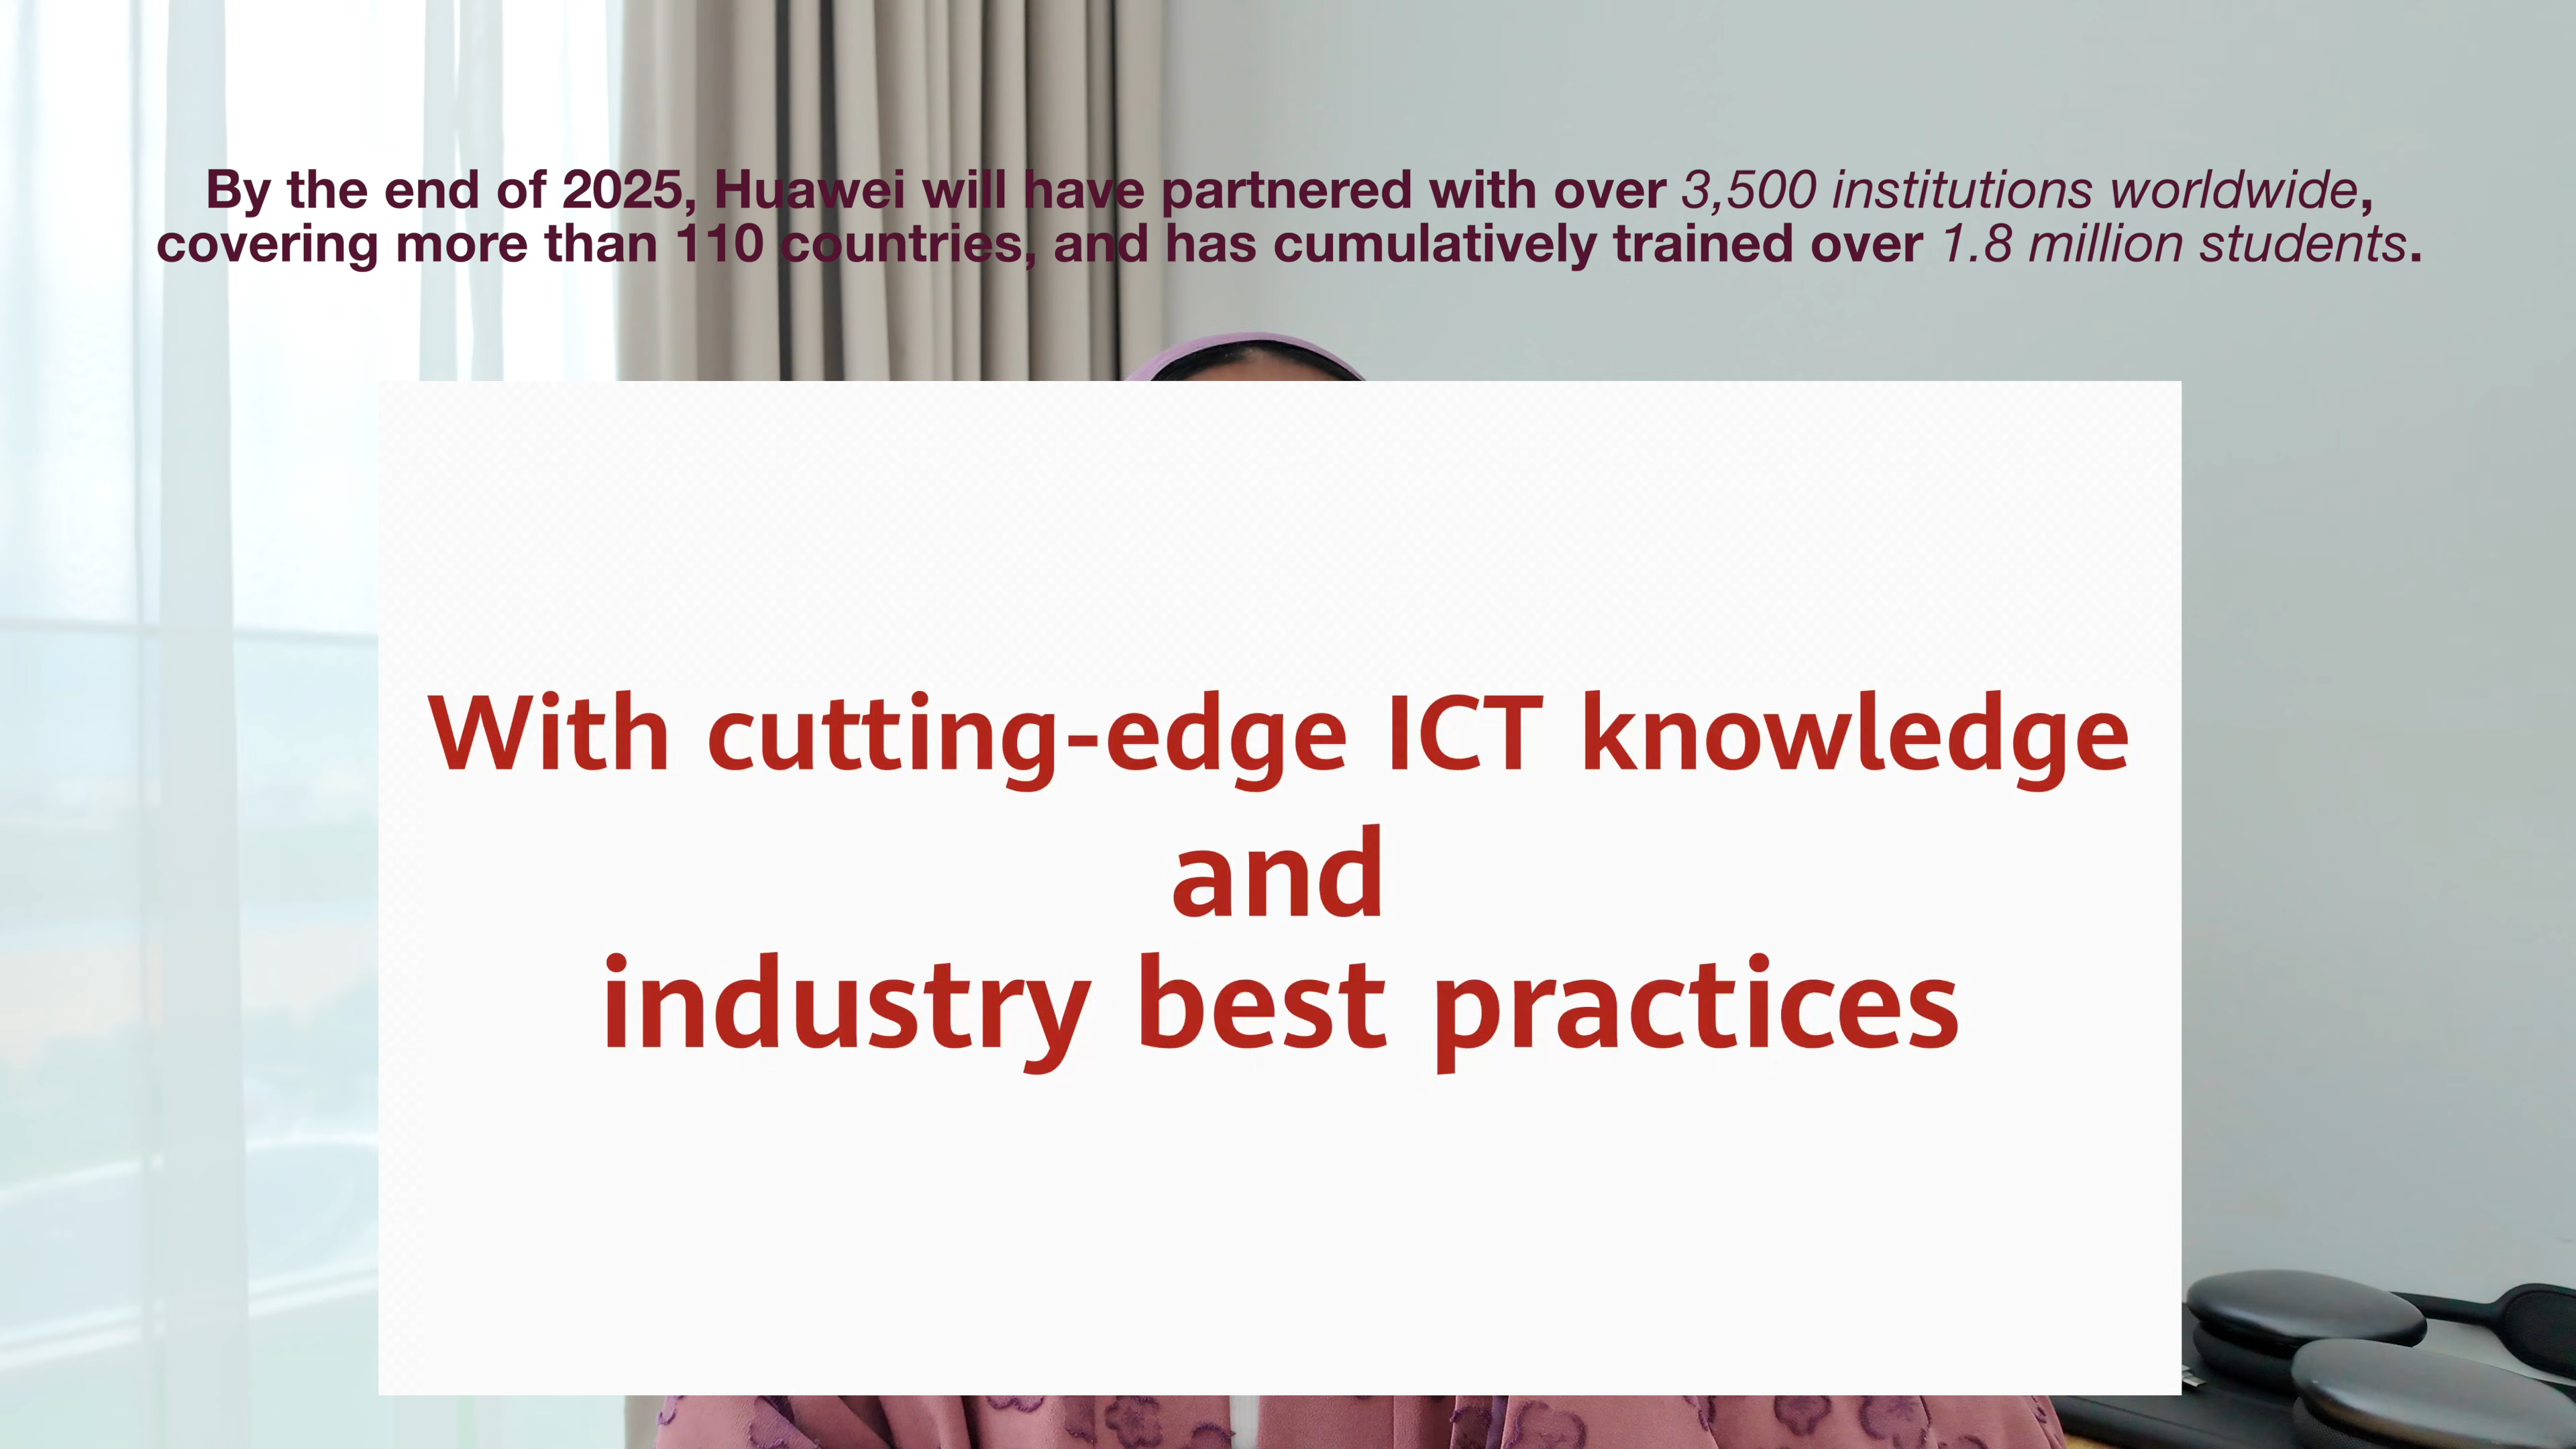 By the end of 2025, Huawei will have partnered with over 3,500 institutions worldwide,
covering more than 110 countries, and has cumulatively trained over 1.8 million students.
With cutting-edge ICT knowledge
and
industry best practices